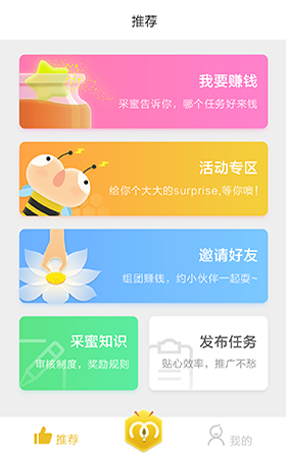 推荐
我要赚钱
采蜜告诉你，哪个任务好来钱
活动专区
给你个大大的surprise,等你噢!
邀请好友
组团赚钱，约小伙伴一起耍~
采蜜知识
审核制度，奖励规则
发布任务
贴心效率，推广不愁
推荐
我的